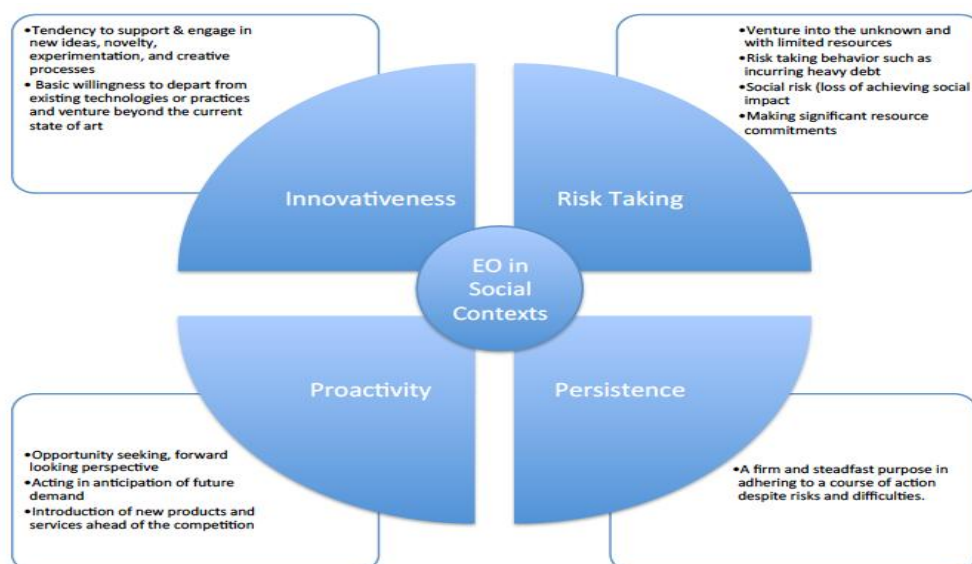 •Tendency to support & engage in
new ideas, novelty,
experimentation, and creative
processes
• Basic willingness to depart from
existing technologies or practices
and venture beyond the current
state of art
•Venture into the unknown and
with limited resources
•Risk taking behavior such as
incurring heavy debt
•Social risk (loss of achieving social
impact
•Making significant resource
commitments
Innovativeness
Risk Taking
EO in
Social
Contexts
Proactivity
Persistence
•Opportunity seeking, forward
looking perspective
•Acting in anticipation of future
demand
•Introduction of new products and
services ahead of the competition
•A firm and steadfast purpose in
adhering to a course of action
despite risks and difficulties.